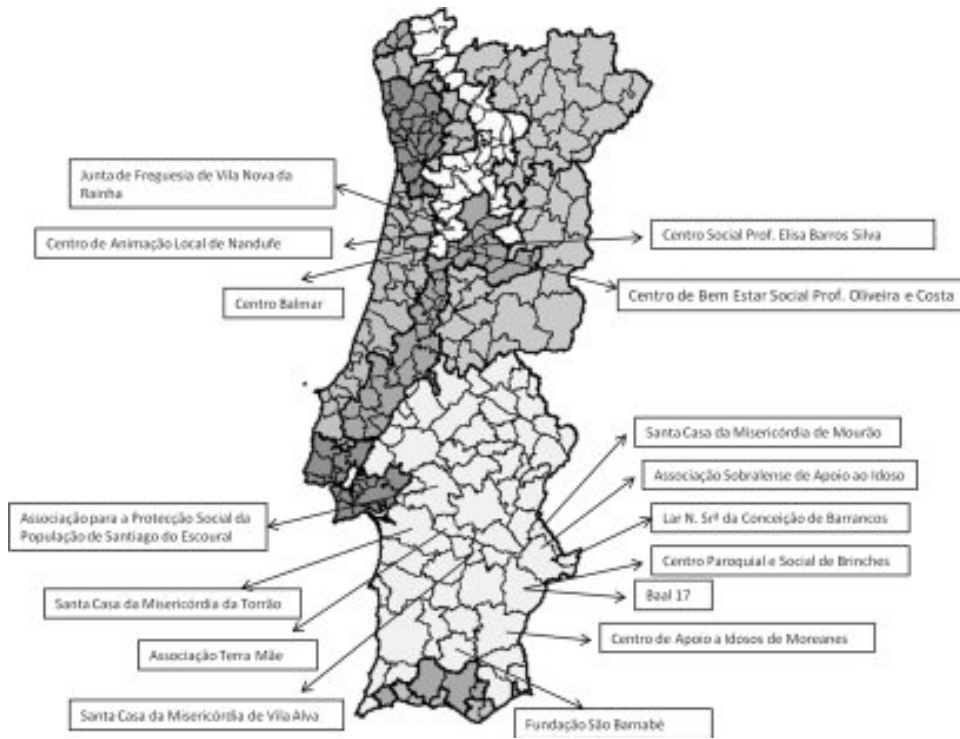 Junta de Freguesia de Vila Nova da
Rainha
Centro de Animação Local de Nandufe
Centro Social Prof. Elisa Barros Silva
Centro Balmar
Centro de Bem Estar Social Prof. Oliveira e Costa
Santa Casa da Misericórdia de Mourão
Associação Sobralense de Apoio ao Idoso
Associação para a Protecção Social da
População de Santiago do Escoural
Lar N. Srª da Conceição de Barrancos
Centro Paroquial e Social de Brinches
Baal 17
Santa Casa da Misericórdia da Torrão
Centro de Apoio a Idosos de Moreanes
Associação Terra Mãe
Santa Casa da Misericórdia de Vila Alva
Fundação São Barnabé